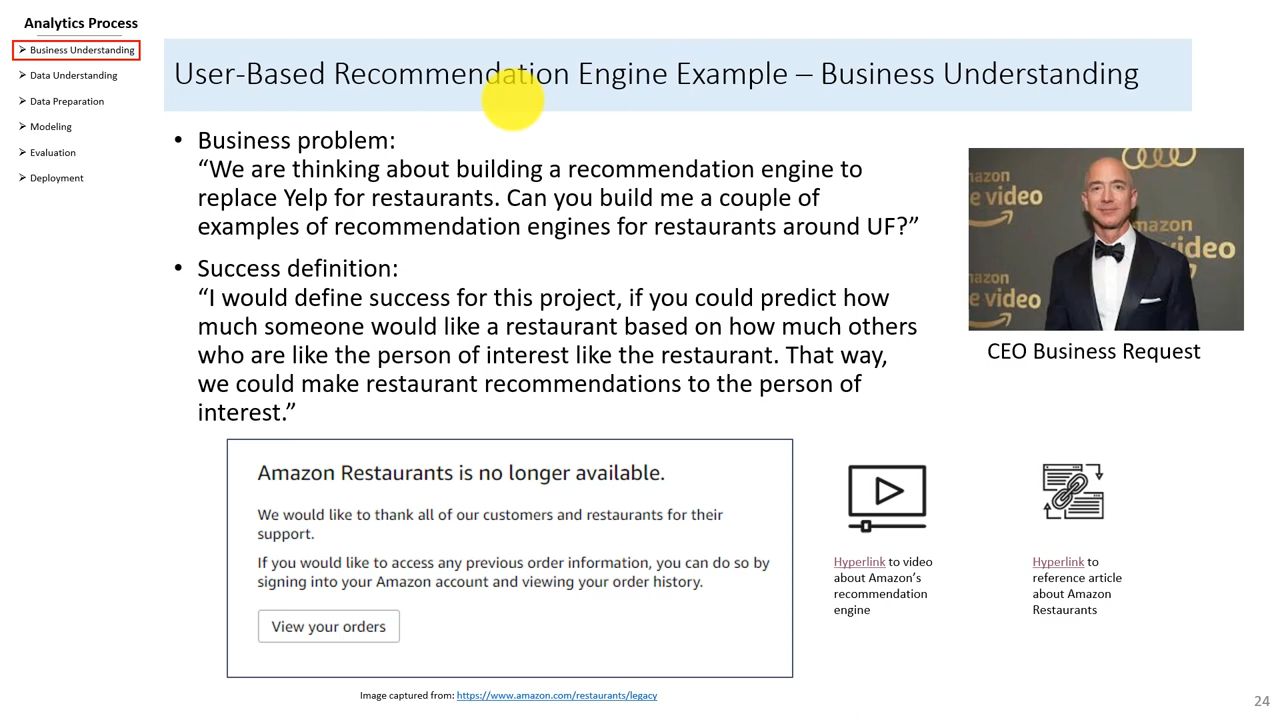 Analytics Process
➢ Business Understanding
➢ Data Understanding
➢ Data Preparation
➢ Modeling
➢ Evaluation
➢ Deployment
User-Based Recommendation Engine Example – Business Understanding
• Business problem:
“We are thinking about building a recommendation engine to
replace Yelp for restaurants. Can you build me a couple of
examples of recommendation engines for restaurants around UF?”
• Success definition:
“I would define success for this project, if you could predict how
much someone would like a restaurant based on how much others
who are like the person of interest like the restaurant. That way,
we could make restaurant recommendations to the person of
interest.”
amazon
e video
mazon
video
nazon
e video
CEO Business Request
Amazon Restaurants is no longer available.
We would like to thank all of our customers and restaurants for their
support.
If you would like to access any previous order information, you can do so by
signing into your Amazon account and viewing your order history.
View your orders
Hyperlink to video
about Amazon’s
recommendation
engine
Hyperlink to
reference article
about Amazon
Restaurants
Image captured from: https://www.amazon.com/restaurants/legacy
24